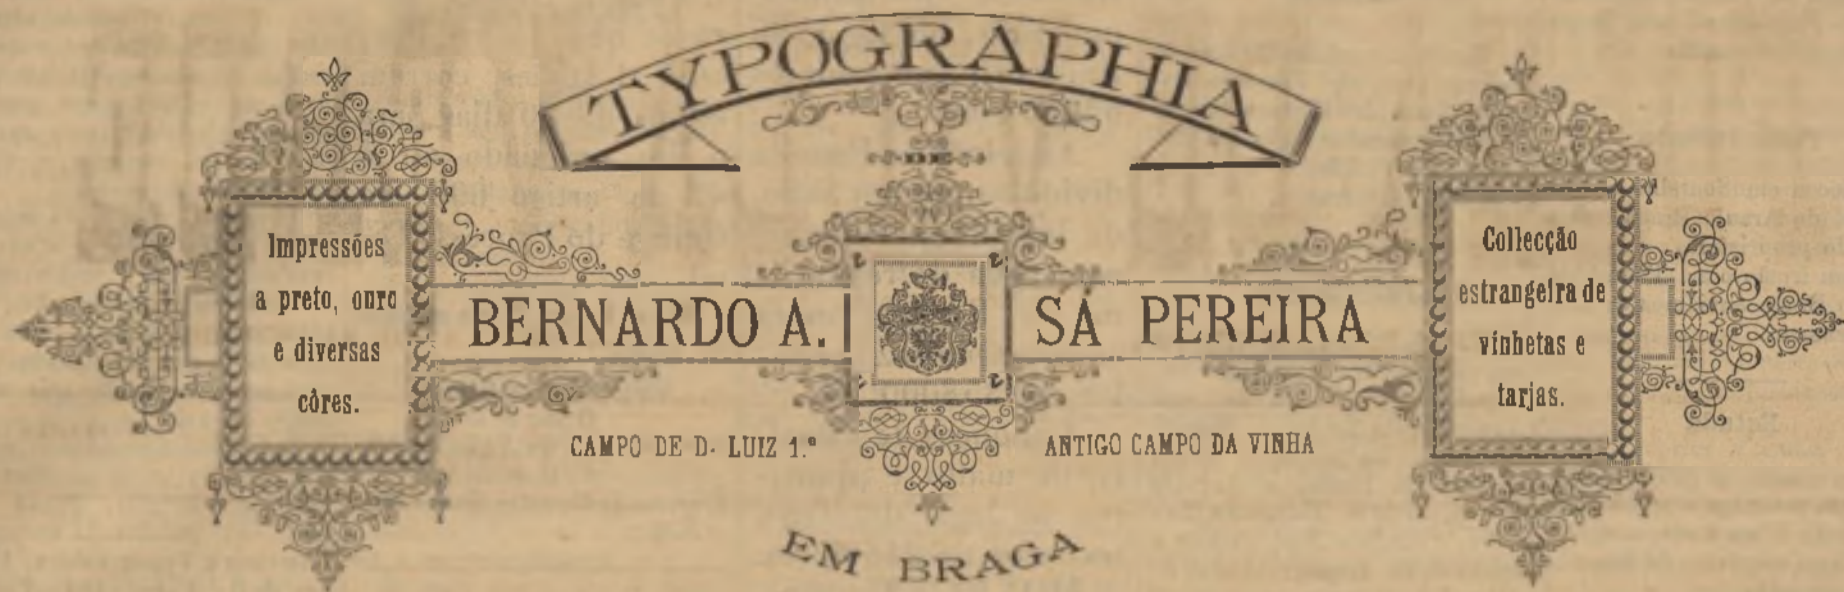 TYPOGRAPHIA
DE
Impressões
a preto, ouro
e diversas
côres.
BERNARDO A. SÁ PEREIRA
Collecção
estrangeira de
vinhetas e
tarjas.
CAMPO DE D. LUIZ 1.º ANTIGO CAMPO DA VINHA
EM BRAGA